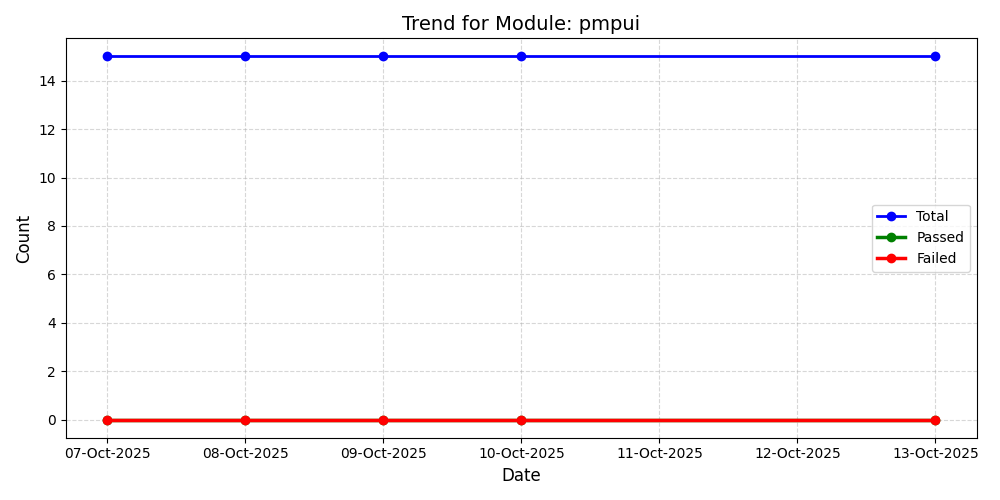 Trend for Module: pmpui
Count
14
12
10
8
6
4
2
0
Total
Passed
Failed
07-Oct-2025 08-Oct-2025 09-Oct-2025 10-Oct-2025 11-Oct-2025 12-Oct-2025 13-Oct-2025
Date